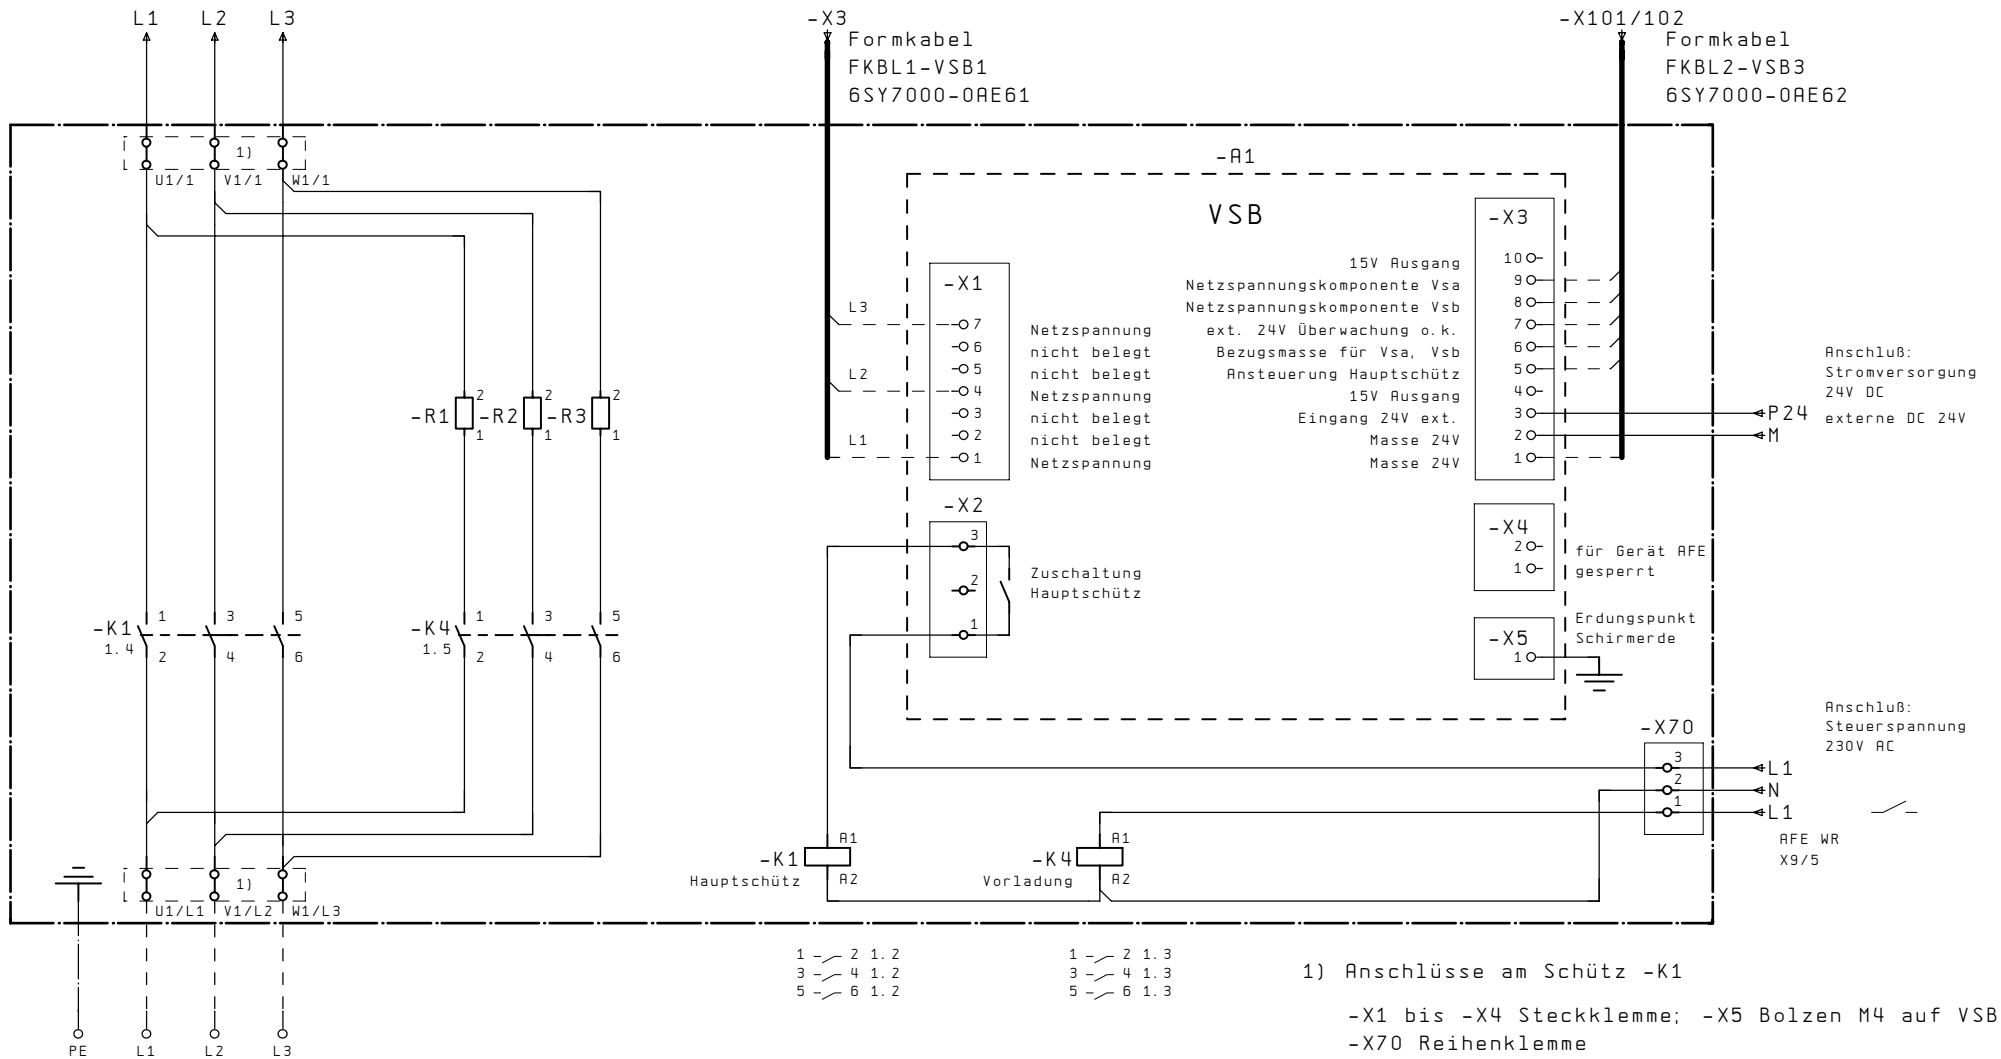 L1 L2 L3
-X3
Formkabel
FKBL1-VSB1
6SY7000-0AE61
-X101/102
Formkabel
FKBL2-VSB3
6SY7000-0AE62
1)
U1/1 V1/1 W1/1
-A1
VSB
-X1
L3
7 Netzspannung
6 nicht belegt
5 nicht belegt
L2
4 Netzspannung
3 nicht belegt
2 nicht belegt
L1
1 Netzspannung
-X3
15V Ausgang 10
Netzspannungskomponente Vsa 9
Netzspannungskomponente Vsb 8
ext. 24V Überwachung o.k. 7
Bezugsmasse für Vsa, Vsb 6
Ansteuerung Hauptschütz 5
15V Ausgang 4
Eingang 24V ext. 3
Masse 24V 2
Masse 24V 1
Anschluß:
Stromversorgung
24V DC
P24 externe DC 24V
M
2 2 2
-R1 -R2 -R3
1 1 1
-X2
3
2
1
Zuschaltung
Hauptschütz
-X4
2
1
für Gerät AFE
gesperrt
-X5
1
Erdungspunkt
Schirmerde
1 3 5
-K1
1.4
2 4 6
1 3 5
-K4
1.5
2 4 6
-X70
3
2
1
Anschluß:
Steuerspannung
230V AC
L1
N
L1
AFE WR
X9/5
A1
-K1
Hauptschütz
A2
A1
-K4
Vorladung
A2
1)
U1/L1 V1/L2 W1/L3
PE L1 L2 L3
1 2 1.2
3 4 1.2
5 6 1.2
1 2 1.3
3 4 1.3
5 6 1.3
1) Anschlüsse am Schütz -K1
-X1 bis -X4 Steckklemme; -X5 Bolzen M4 auf VSB
-X70 Reihenklemme